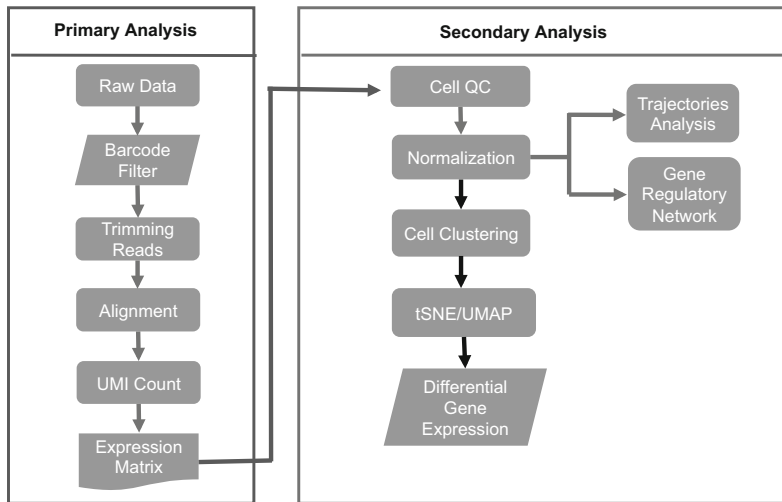 Primary Analysis
Raw Data
Barcode
Filter
Trimming
Reads
Alignment
UMI Count
Expression
Matrix
Secondary Analysis
Cell QC
Normalization
Cell Clustering
tSNE/UMAP
Differential
Gene
Expression
Trajectories
Analysis
Gene
Regulatory
Network